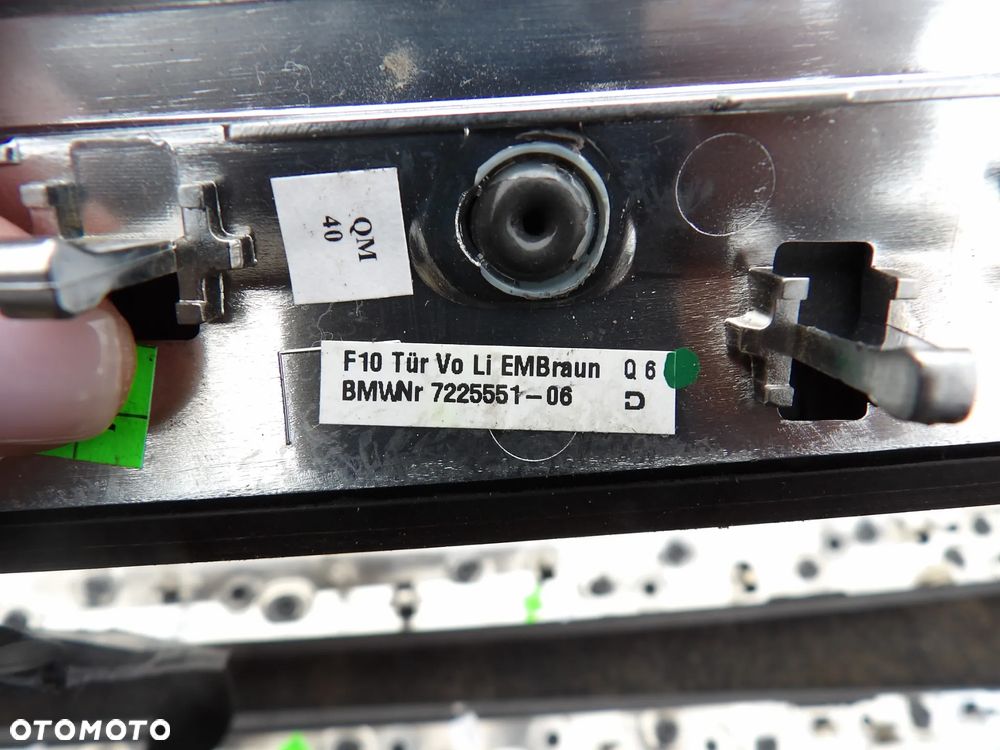 QM
40
F10 Tür Vo Li EMBraun Q 6
BMWNr 7225551-06 D
OTOMOTO